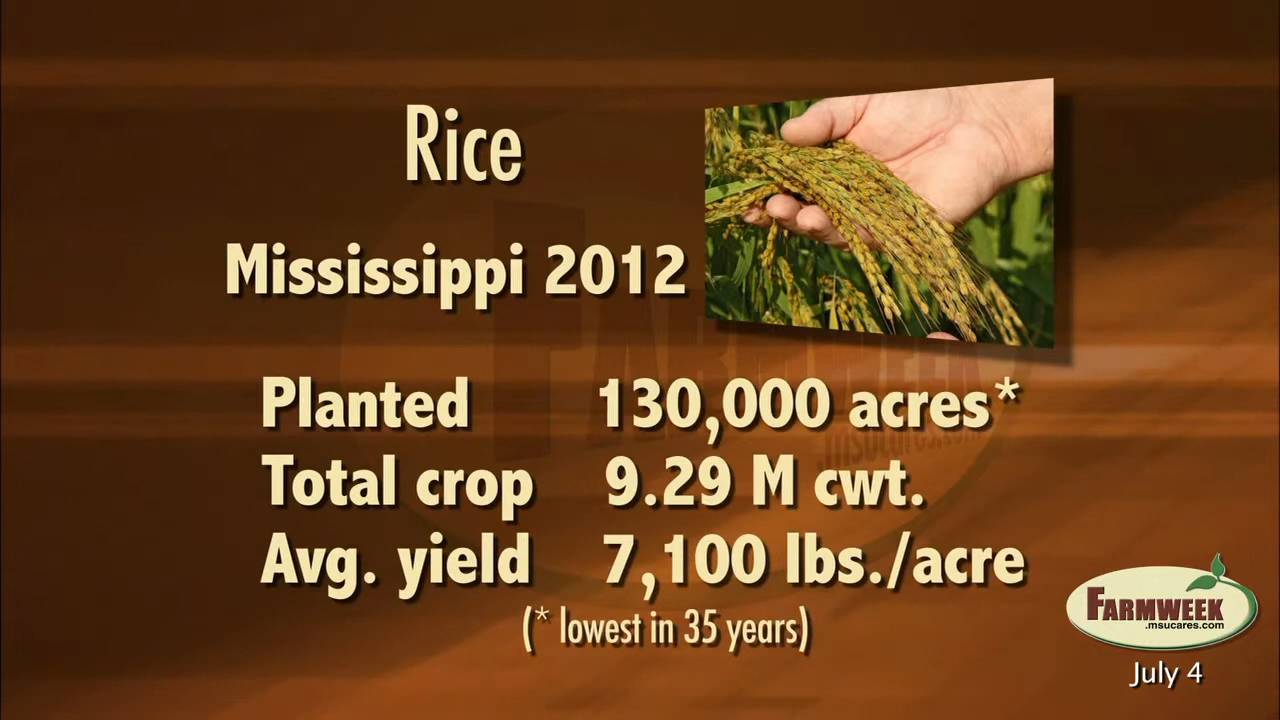 Rice
Mississippi 2012
Planted 130,000 acres*
Total crop 9.29 M cwt.
Avg. yield 7,100 lbs./acre
(* lowest in 35 years)
FARMWEEK
.msucares.com
July 4